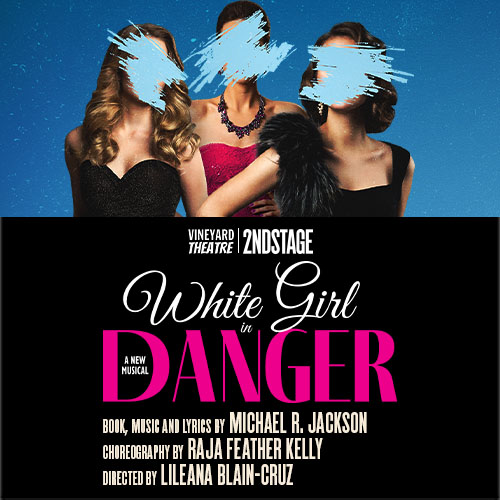 VINEYARD THEATRE | 2NDSTAGE
White Girl
in
A NEW MUSICAL
DANGER
BOOK, MUSIC AND LYRICS BY MICHAEL R. JACKSON
CHOREOGRAPHY BY RAJA FEATHER KELLY
DIRECTED BY LILEANA BLAIN-CRUZ